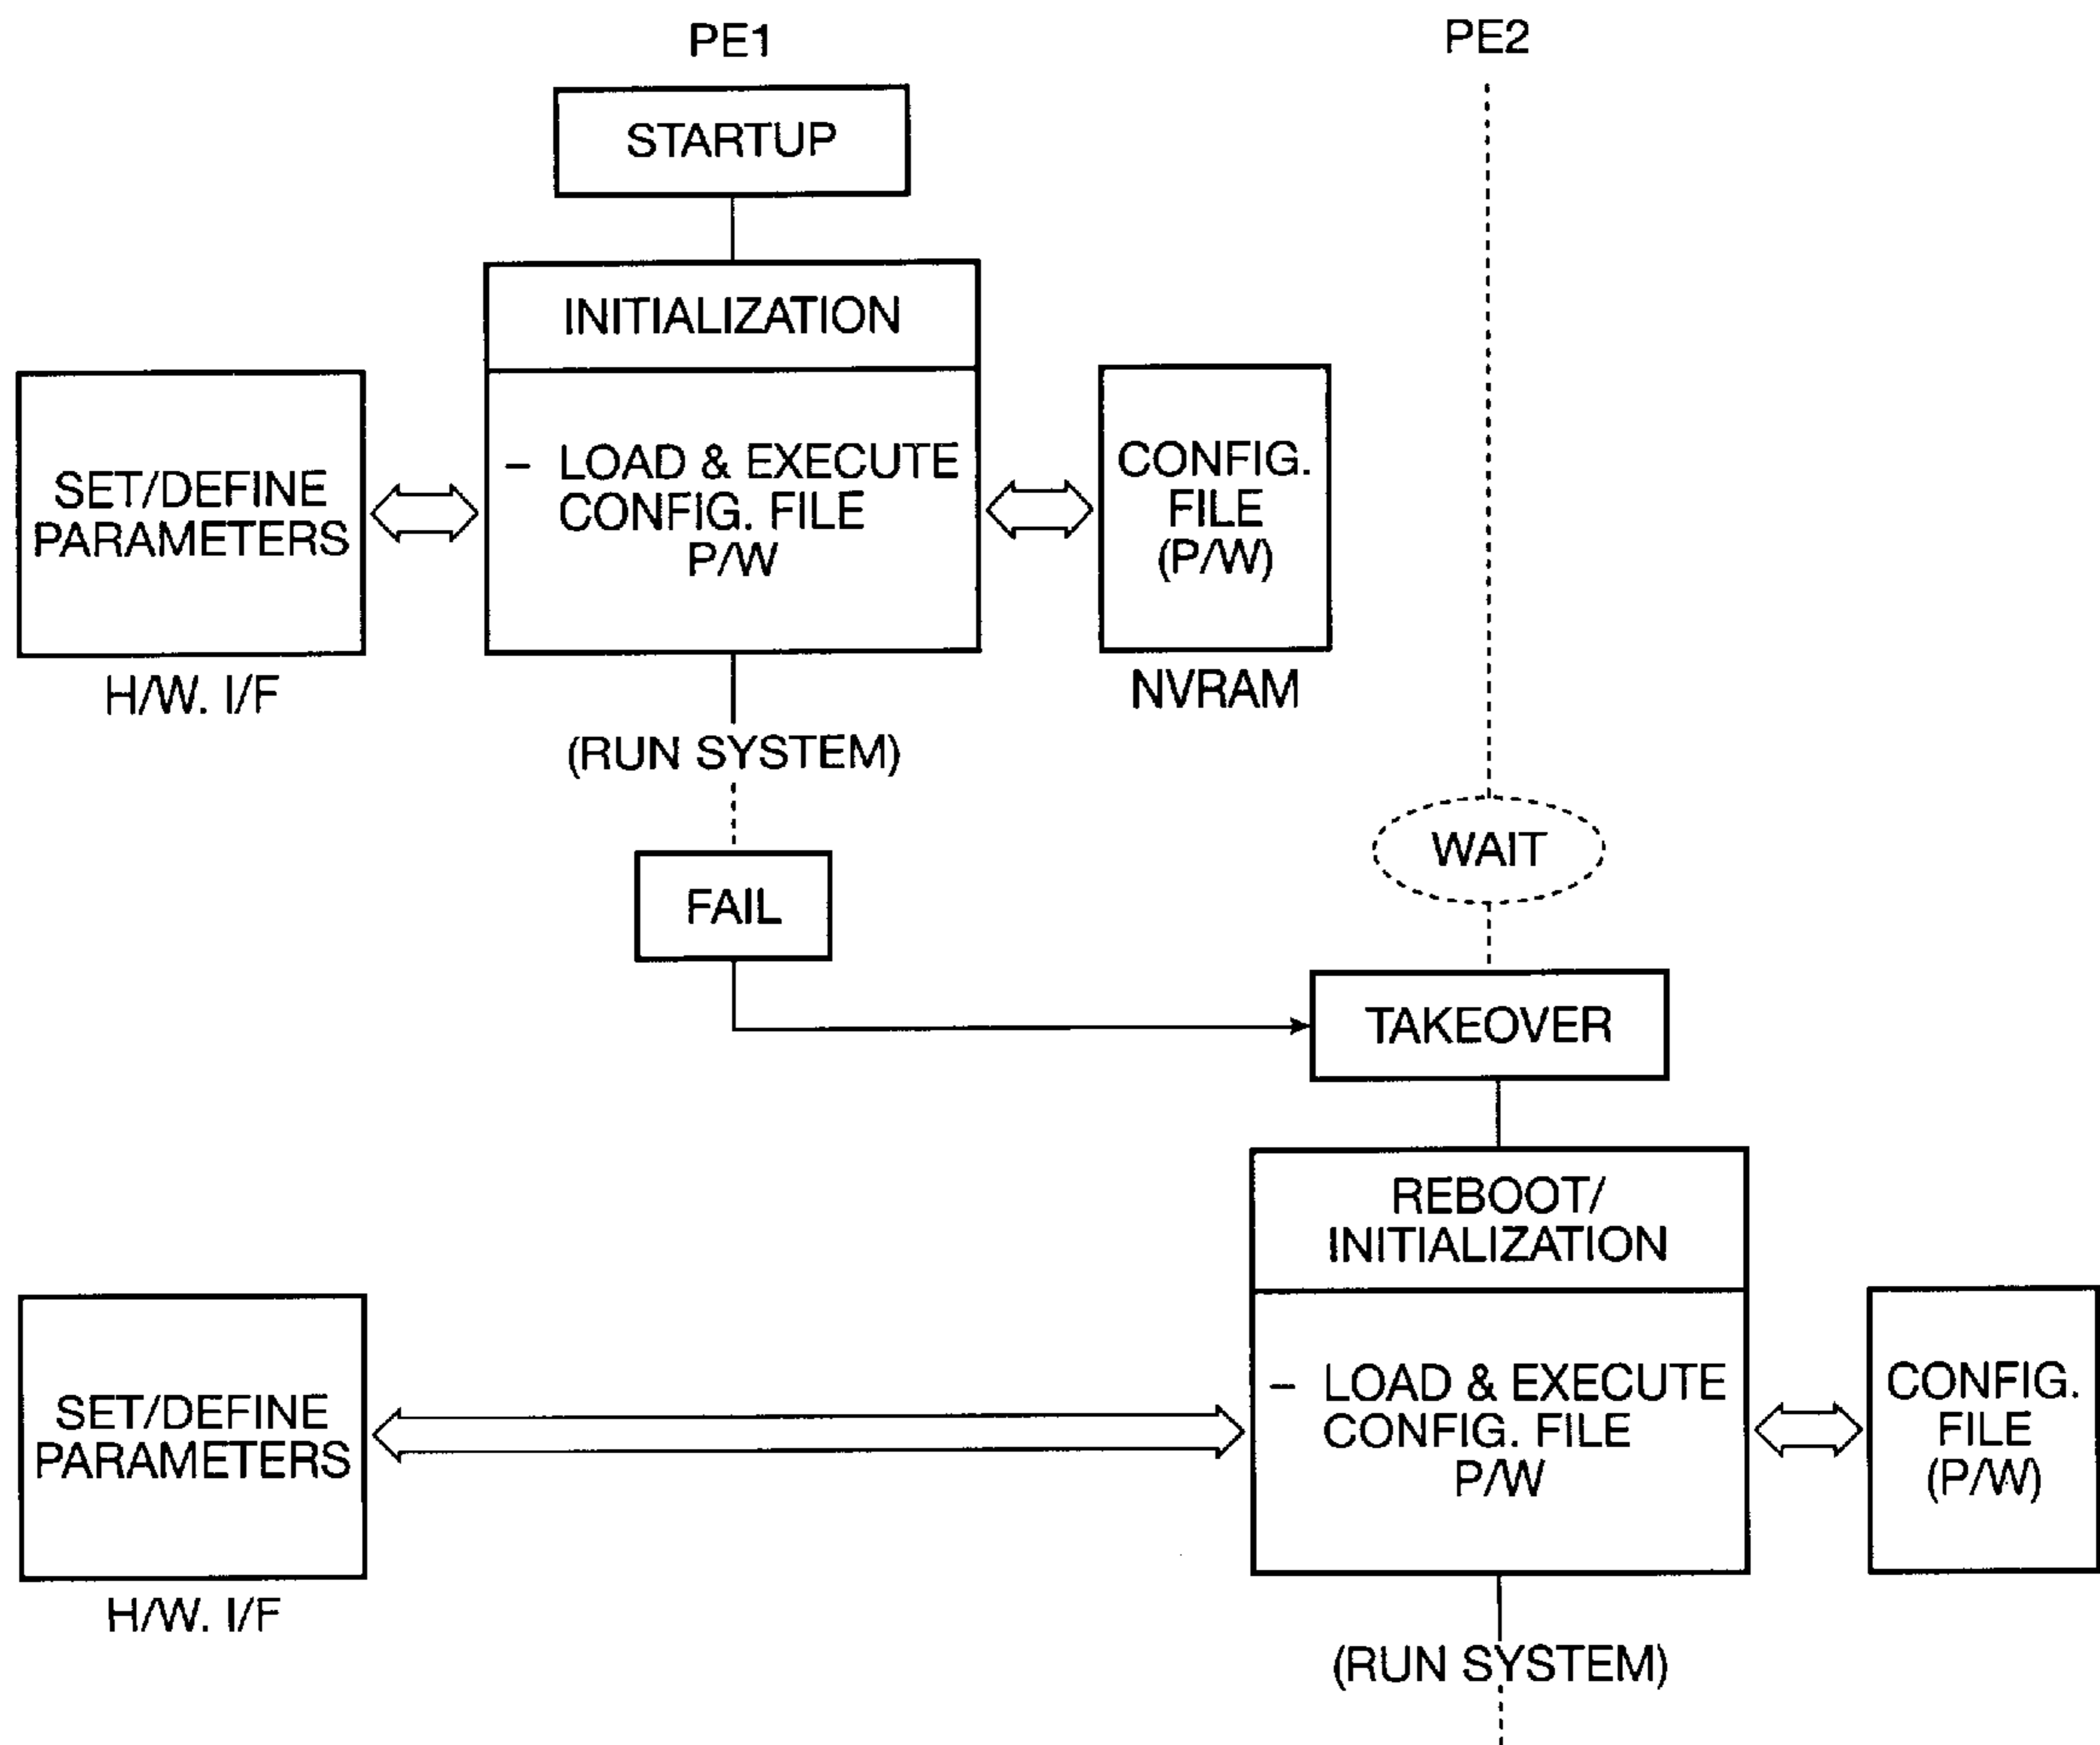 PE1
PE2
STARTUP
INITIALIZATION
SET/DEFINE
PARAMETERS
H/W. I/F
– LOAD & EXECUTE
CONFIG. FILE
P/W
CONFIG.
FILE
(P/W)
NVRAM
(RUN SYSTEM)
WAIT
FAIL
TAKEOVER
REBOOT/
INITIALIZATION
SET/DEFINE
PARAMETERS
H/W. I/F
– LOAD & EXECUTE
CONFIG. FILE
P/W
CONFIG.
FILE
(P/W)
(RUN SYSTEM)